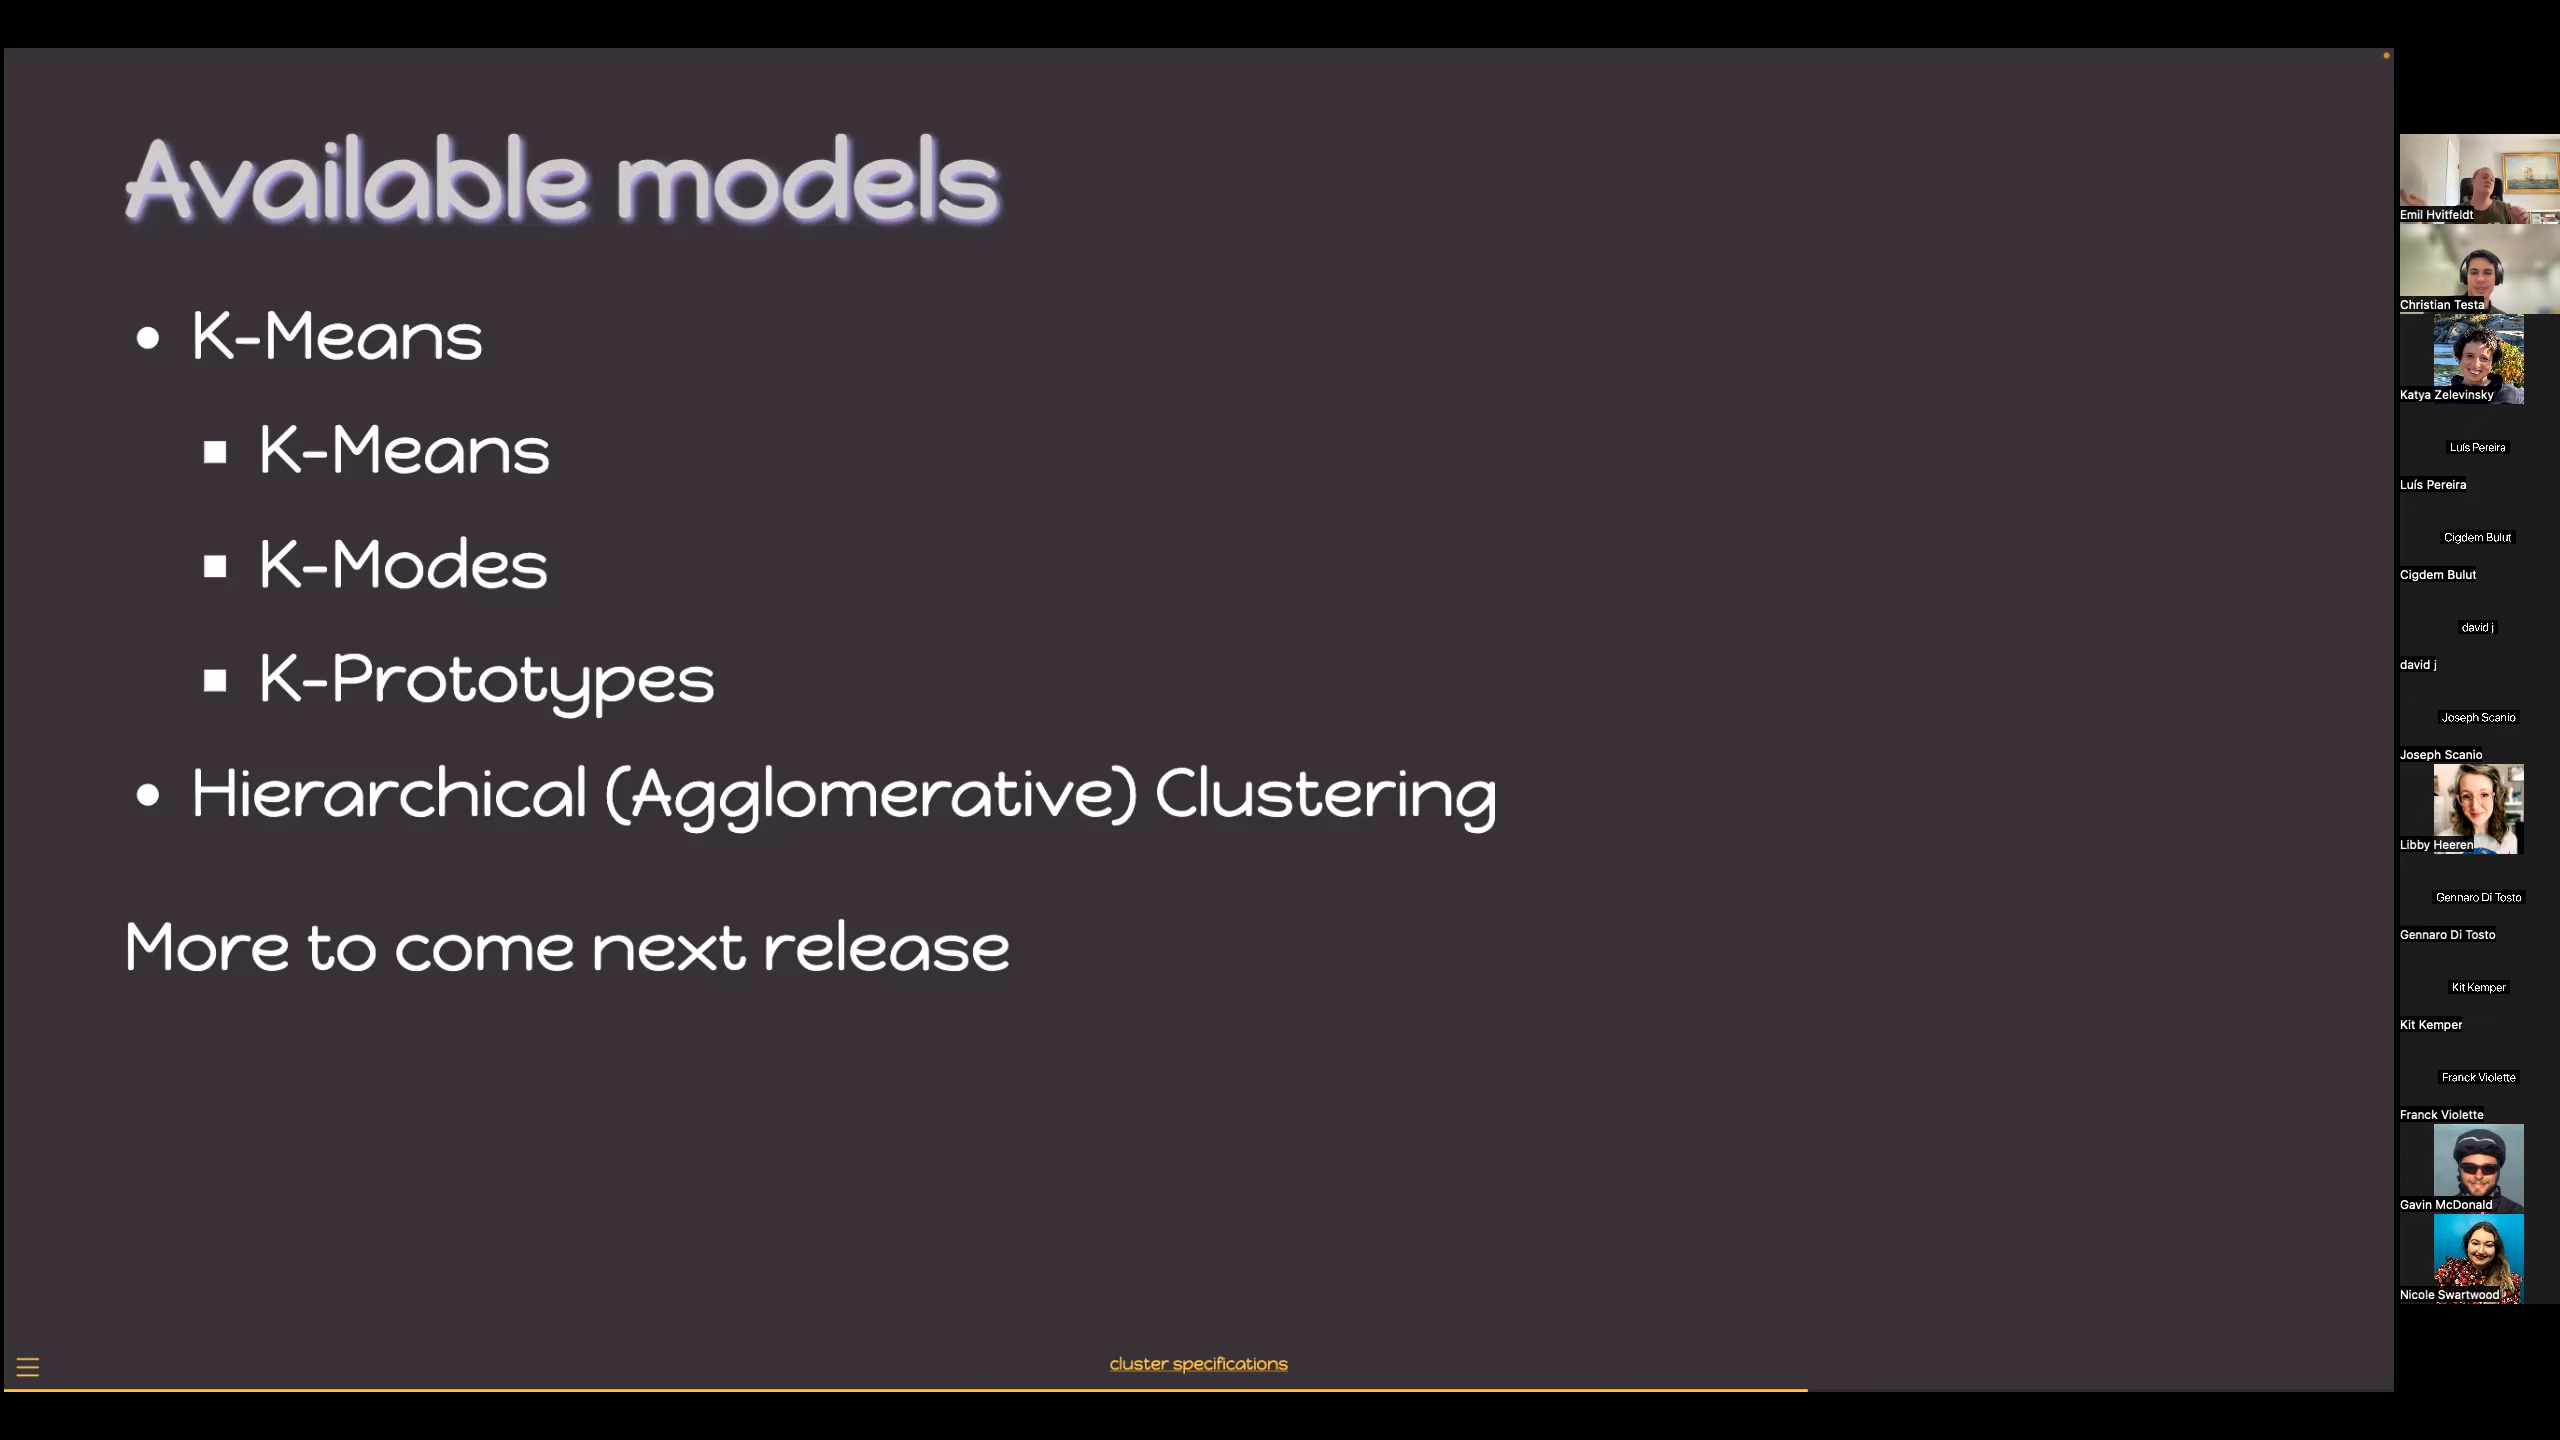 Available models
K-Means
K-Means
K-Modes
K-Prototypes
Hierarchical (Agglomerative) Clustering
More to come next release
cluster specifications
Emil Hvitfeldt
Christian Testa
Katya Zelevinsky
Luís Pereira
Luís Pereira
Cigdem Bulut
Cigdem Bulut
david j
david j
Joseph Scanio
Joseph Scanio
Libby Heeren
Gennaro Di Tosto
Gennaro Di Tosto
Kit Kemper
Kit Kemper
Franck Violette
Franck Violette
Gavin McDonald
Nicole Swartwood